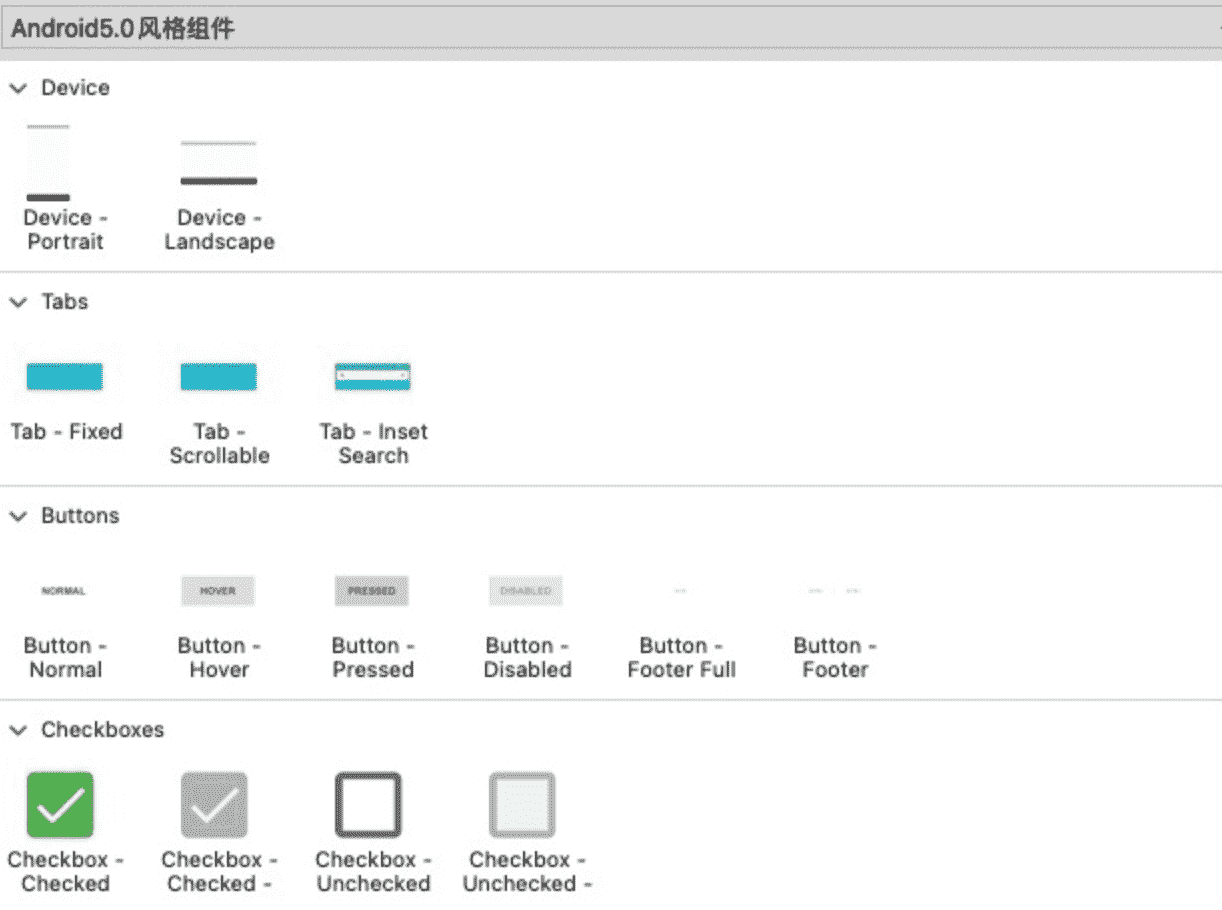 Android5.0风格组件
Device
Device -
Portrait
Device -
Landscape
Tabs
Tab - Fixed
Tab -
Scrollable
Tab - Inset
Search
Buttons
NORMAL
HOVER
PRESSED
DISABLED
Button -
Normal
Button -
Hover
Button -
Pressed
Button -
Disabled
Button -
Footer Full
Button -
Footer
Checkboxes
Checkbox -
Checked
Checkbox -
Checked -
Checkbox -
Unchecked
Checkbox -
Unchecked -